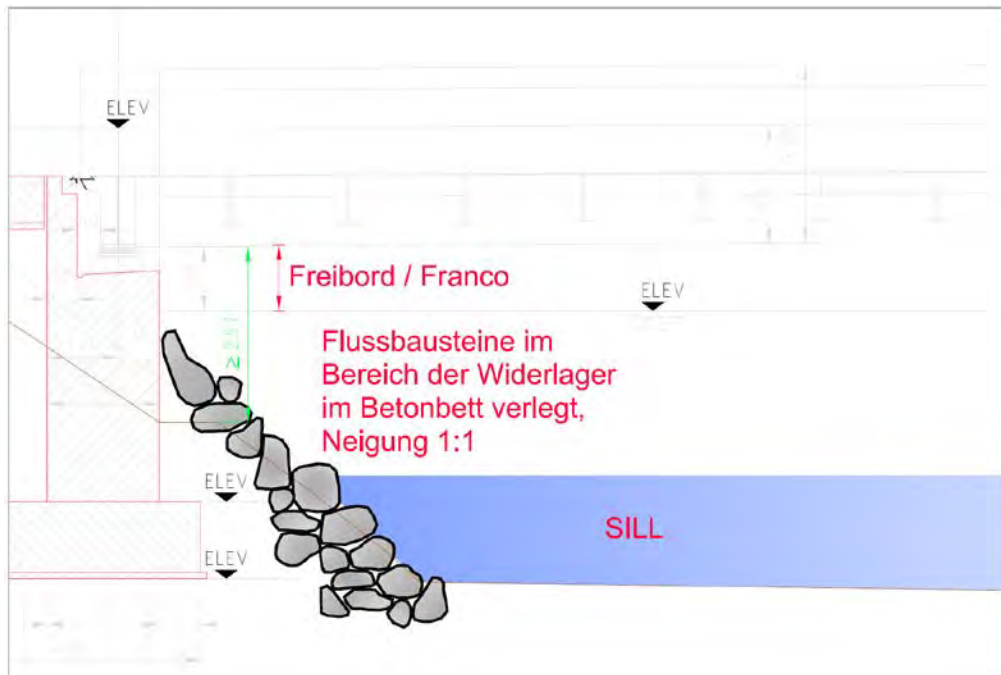 ELEV
Freibord / Franco
ELEV
Flussbausteine im
Bereich der Widerlager
im Betonbett verlegt,
Neigung 1:1
ELEV
SILL
ELEV